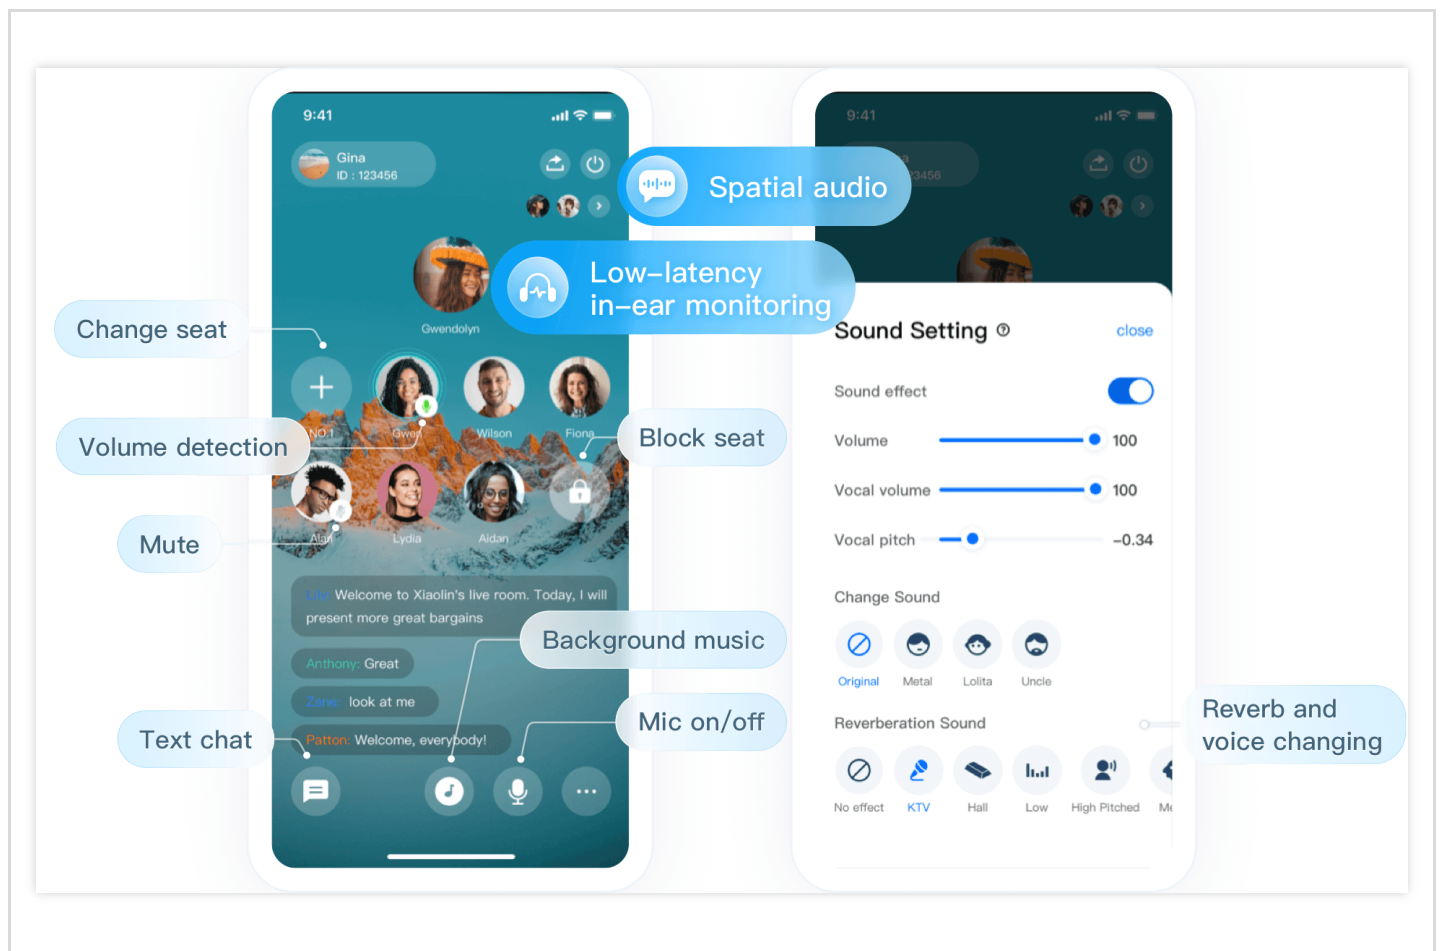 9:41
Gina
ID : 123456
Spatial audio
Low-latency
in-ear monitoring
Gwendolyn
Change seat
NO.1
Gwen
Wilson
Fiona
Volume detection
Block seat
Mute
Alan
Lydia
Aidan
Welcome to Xiaolin's live room. Today, I will
present more great bargains
Background music
Anthony: Great
Zane: look at me
Mic on/off
Text chat
Patton: Welcome, everybody!
9:41
a
23456
Sound Setting
close
Sound effect
Volume 100
Vocal volume 100
Vocal pitch -0.34
Change Sound
Original
Metal
Lolita
Uncle
Reverberation Sound
Reverb and
voice changing
No effect
KTV
Hall
Low
High Pitched
Me